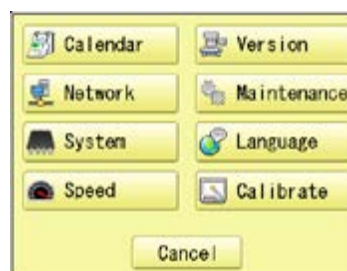 Calendar
Version
Network
Maintenance
System
Language
Speed
Calibrate
Cancel